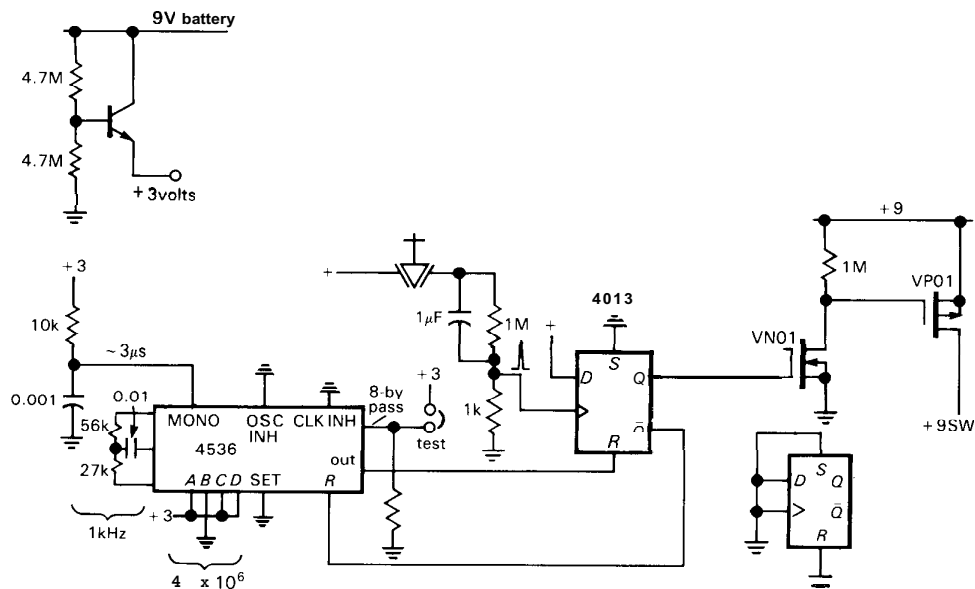 9V battery
4.7M
4.7M
+3volts
+3
10k
~3μs
0.001
0.01
56k
27k
1kHz
MONO
OSC
INH
CLK INH
4536
out
A B C D SET R
+3
4 x 10⁶
8-by
pass
+3
test
+
1μF
1M
1k
+
4013
S
D Q
Q̅
R
+9
1M
VN01
VP01
+9SW
S
D Q
Q̅
R